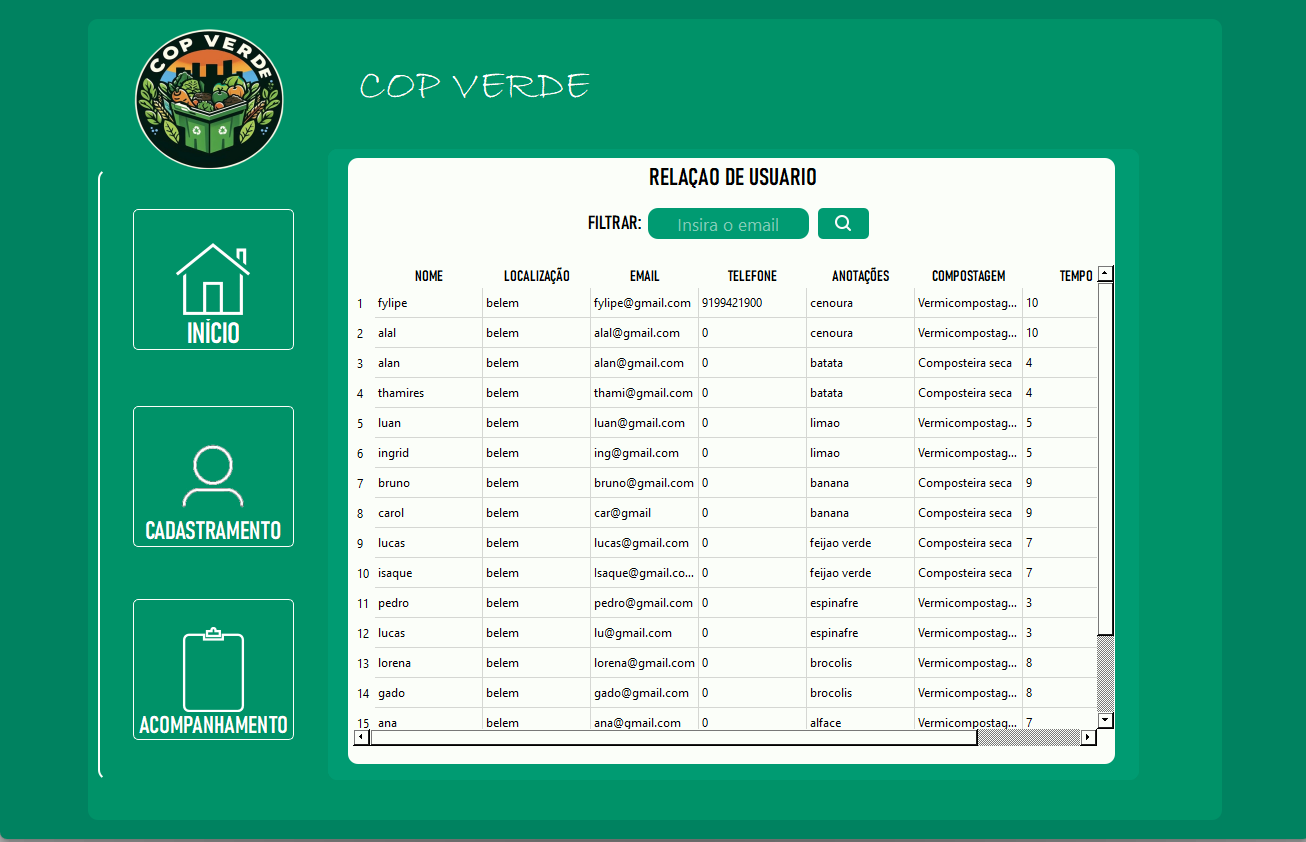 COP VERDE
COP VERDE
RELAÇAO DE USUARIO
FILTRAR: Insira o email
NOME LOCALIZAÇÃO EMAIL TELEFONE ANOTAÇÕES COMPOSTAGEM TEMPO
1 fylipe belem fylipe@gmail.com 9199421900 cenoura Vermicompostag... 10
2 alal belem alal@gmail.com 0 cenoura Vermicompostag... 10
3 alan belem alan@gmail.com 0 batata Composteira seca 4
4 thamires belem thami@gmail.com 0 batata Composteira seca 4
5 luan belem luan@gmail.com 0 limao Vermicompostag... 5
6 ingrid belem ing@gmail.com 0 limao Vermicompostag... 5
7 bruno belem bruno@gmail.com 0 banana Composteira seca 9
8 carol belem car@gmail 0 banana Composteira seca 9
9 lucas belem lucas@gmail.com 0 feijao verde Composteira seca 7
10 isaque belem Isaque@gmail.co... 0 feijao verde Composteira seca 7
11 pedro belem pedro@gmail.com 0 espinafre Vermicompostag... 3
12 lucas belem lu@gmail.com 0 espinafre Vermicompostag... 3
13 lorena belem lorena@gmail.com 0 brocolis Vermicompostag... 8
14 gado belem gado@gmail.com 0 brocolis Vermicompostag... 8
15 ana belem ana@gmail.com 0 alface Vermicompostag... 7
INÍCIO
CADASTRAMENTO
ACOMPANHAMENTO